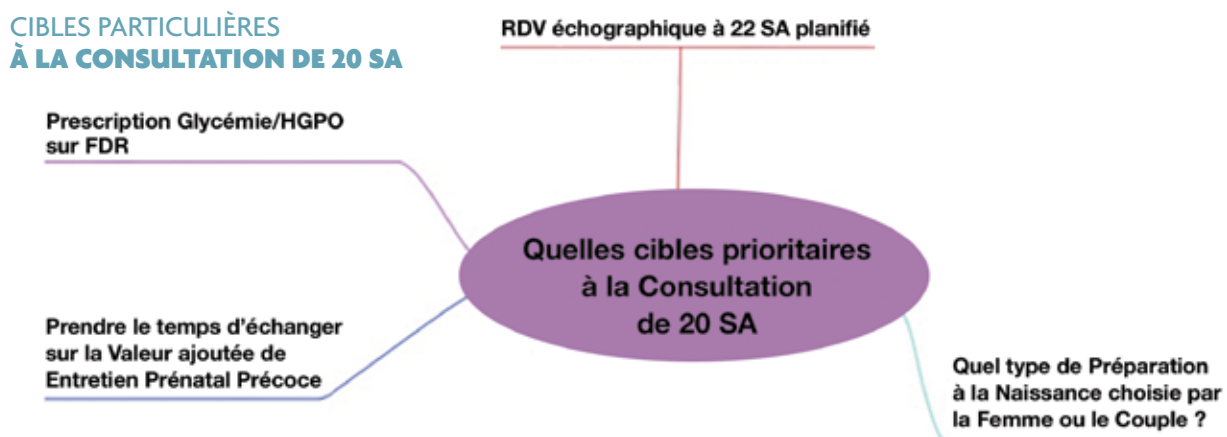 CIBLES PARTICULIÈRES
À LA CONSULTATION DE 20 SA
RDV échographique à 22 SA planifié
Prescription Glycémie/HGPO
sur FDR
Quelles cibles prioritaires
à la Consultation
de 20 SA
Prendre le temps d'échanger
sur la Valeur ajoutée de
Entretien Prénatal Précoce
Quel type de Préparation
à la Naissance choisie par
la Femme ou le Couple ?